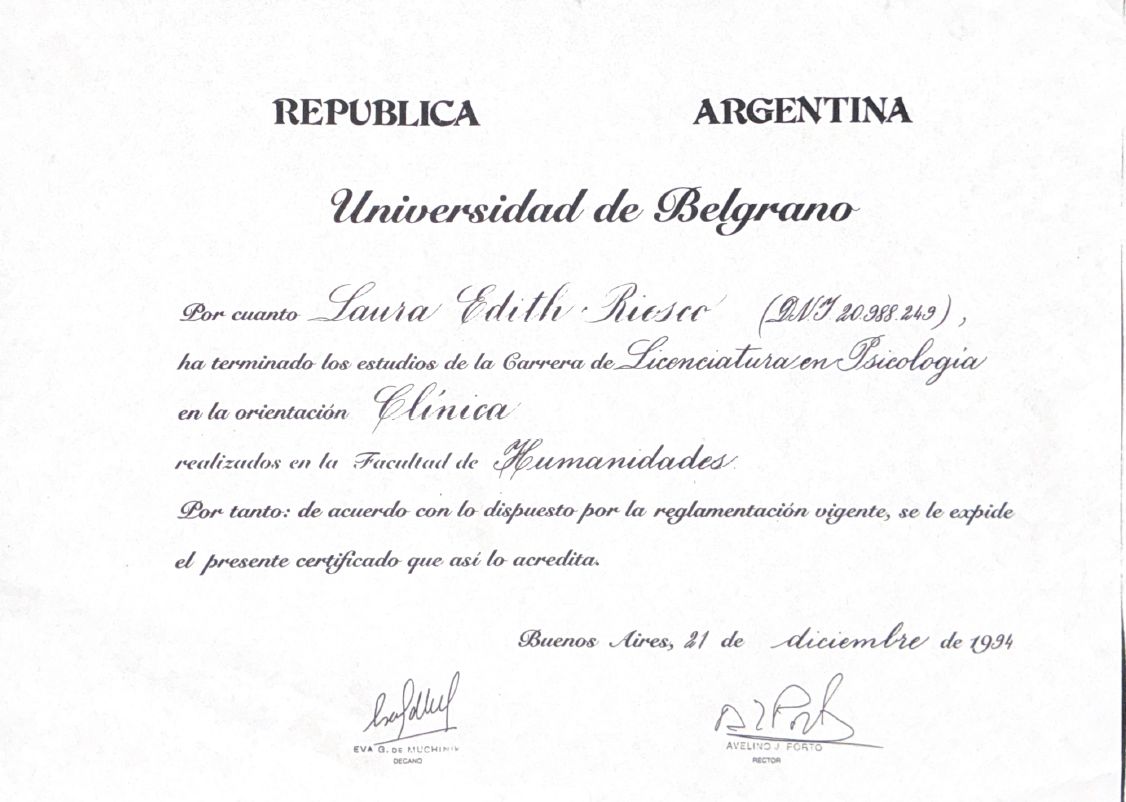 REPUBLICA ARGENTINA
Universidad de Belgrano
Por cuanto Laura Edith Riosco (DNI 20.988.249),
ha terminado los estudios de la Carrera de Licenciatura en Psicología
en la orientación Clínica
realizados en la Facultad de Humanidades
Por tanto: de acuerdo con lo dispuesto por la reglamentación vigente, se le expide
el presente certificado que así lo acredita.
Buenos Aires, 21 de diciembre de 1994
EVA G. DE MUCHINIK
DECANO
AVELINO J. PORTO
RECTOR